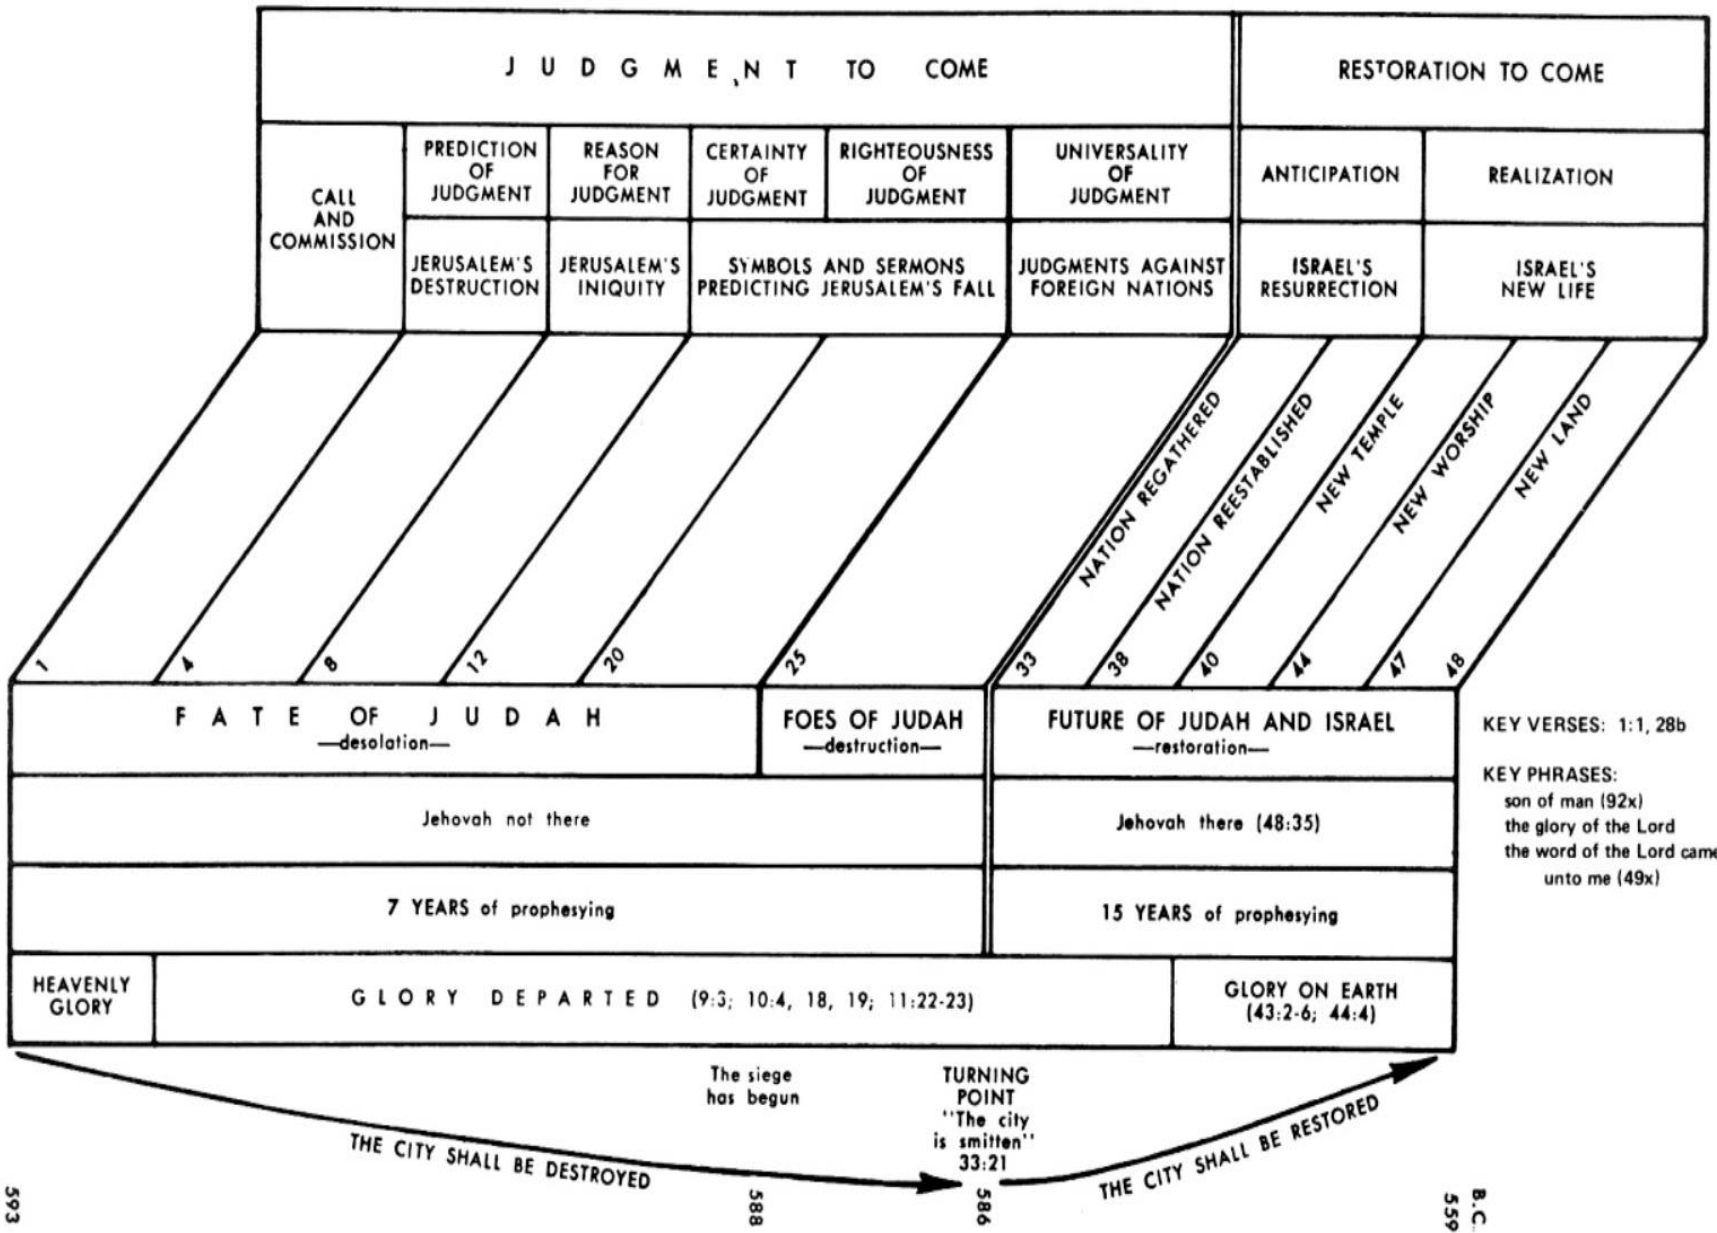 JUDGMENT TO COME
RESTORATION TO COME
CALL
AND
COMMISSION
PREDICTION
OF
JUDGMENT
REASON
FOR
JUDGMENT
CERTAINTY
OF
JUDGMENT
RIGHTEOUSNESS
OF
JUDGMENT
UNIVERSALITY
OF
JUDGMENT
ANTICIPATION
REALIZATION
JERUSALEM'S
DESTRUCTION
JERUSALEM'S
INIQUITY
SYMBOLS AND SERMONS
PREDICTING JERUSALEM'S FALL
JUDGMENTS AGAINST
FOREIGN NATIONS
ISRAEL'S
RESURRECTION
ISRAEL'S
NEW LIFE
NATION REGATHERED
NATION REESTABLISHED
NEW TEMPLE
NEW WORSHIP
NEW LAND
1
4
8
12
20
25
33
38
40
44
47
48
FATE OF JUDAH
—desolation—
FOES OF JUDAH
—destruction—
FUTURE OF JUDAH AND ISRAEL
—restoration—
Jehovah not there
Jehovah there (48:35)
7 YEARS of prophesying
15 YEARS of prophesying
HEAVENLY
GLORY
GLORY DEPARTED (9:3; 10:4, 18, 19; 11:22-23)
GLORY ON EARTH
(43:2-6; 44:4)
KEY VERSES: 1:1, 28b
KEY PHRASES:
son of man (92x)
the glory of the Lord
the word of the Lord came
unto me (49x)
The siege
has begun
TURNING
POINT
"The city
is smitten"
33:21
THE CITY SHALL BE DESTROYED
THE CITY SHALL BE RESTORED
593
588
586
559
B.C.